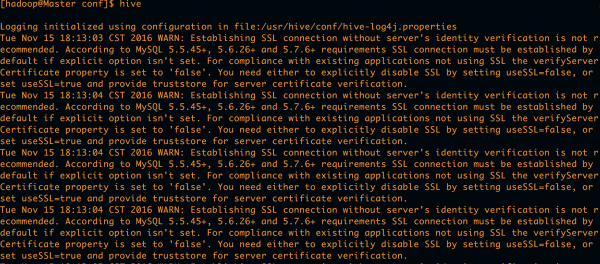 [hadoop@Master conf]$ hive
Logging initialized using configuration in file:/usr/hive/conf/hive-log4j.properties
Tue Nov 15 18:13:03 CST 2016 WARN: Establishing SSL connection without server's identity verification is not r
ecommended. According to MySQL 5.5.45+, 5.6.26+ and 5.7.6+ requirements SSL connection must be established by
default if explicit option isn't set. For compliance with existing applications not using SSL the verifyServer
Certificate property is set to 'false'. You need either to explicitly disable SSL by setting useSSL=false, or
set useSSL=true and provide truststore for server certificate verification.
Tue Nov 15 18:13:04 CST 2016 WARN: Establishing SSL connection without server's identity verification is not r
ecommended. According to MySQL 5.5.45+, 5.6.26+ and 5.7.6+ requirements SSL connection must be established by
default if explicit option isn't set. For compliance with existing applications not using SSL the verifyServer
Certificate property is set to 'false'. You need either to explicitly disable SSL by setting useSSL=false, or
set useSSL=true and provide truststore for server certificate verification.
Tue Nov 15 18:13:04 CST 2016 WARN: Establishing SSL connection without server's identity verification is not r
ecommended. According to MySQL 5.5.45+, 5.6.26+ and 5.7.6+ requirements SSL connection must be established by
default if explicit option isn't set. For compliance with existing applications not using SSL the verifyServer
Certificate property is set to 'false'. You need either to explicitly disable SSL by setting useSSL=false, or
set useSSL=true and provide truststore for server certificate verification.
Tue Nov 15 18:13:04 CST 2016 WARN: Establishing SSL connection without server's identity verification is not r
ecommended. According to MySQL 5.5.45+, 5.6.26+ and 5.7.6+ requirements SSL connection must be established by
default if explicit option isn't set. For compliance with existing applications not using SSL the verifyServer
Certificate property is set to 'false'. You need either to explicitly disable SSL by setting useSSL=false, or
set useSSL=true and provide truststore for server certificate verification.